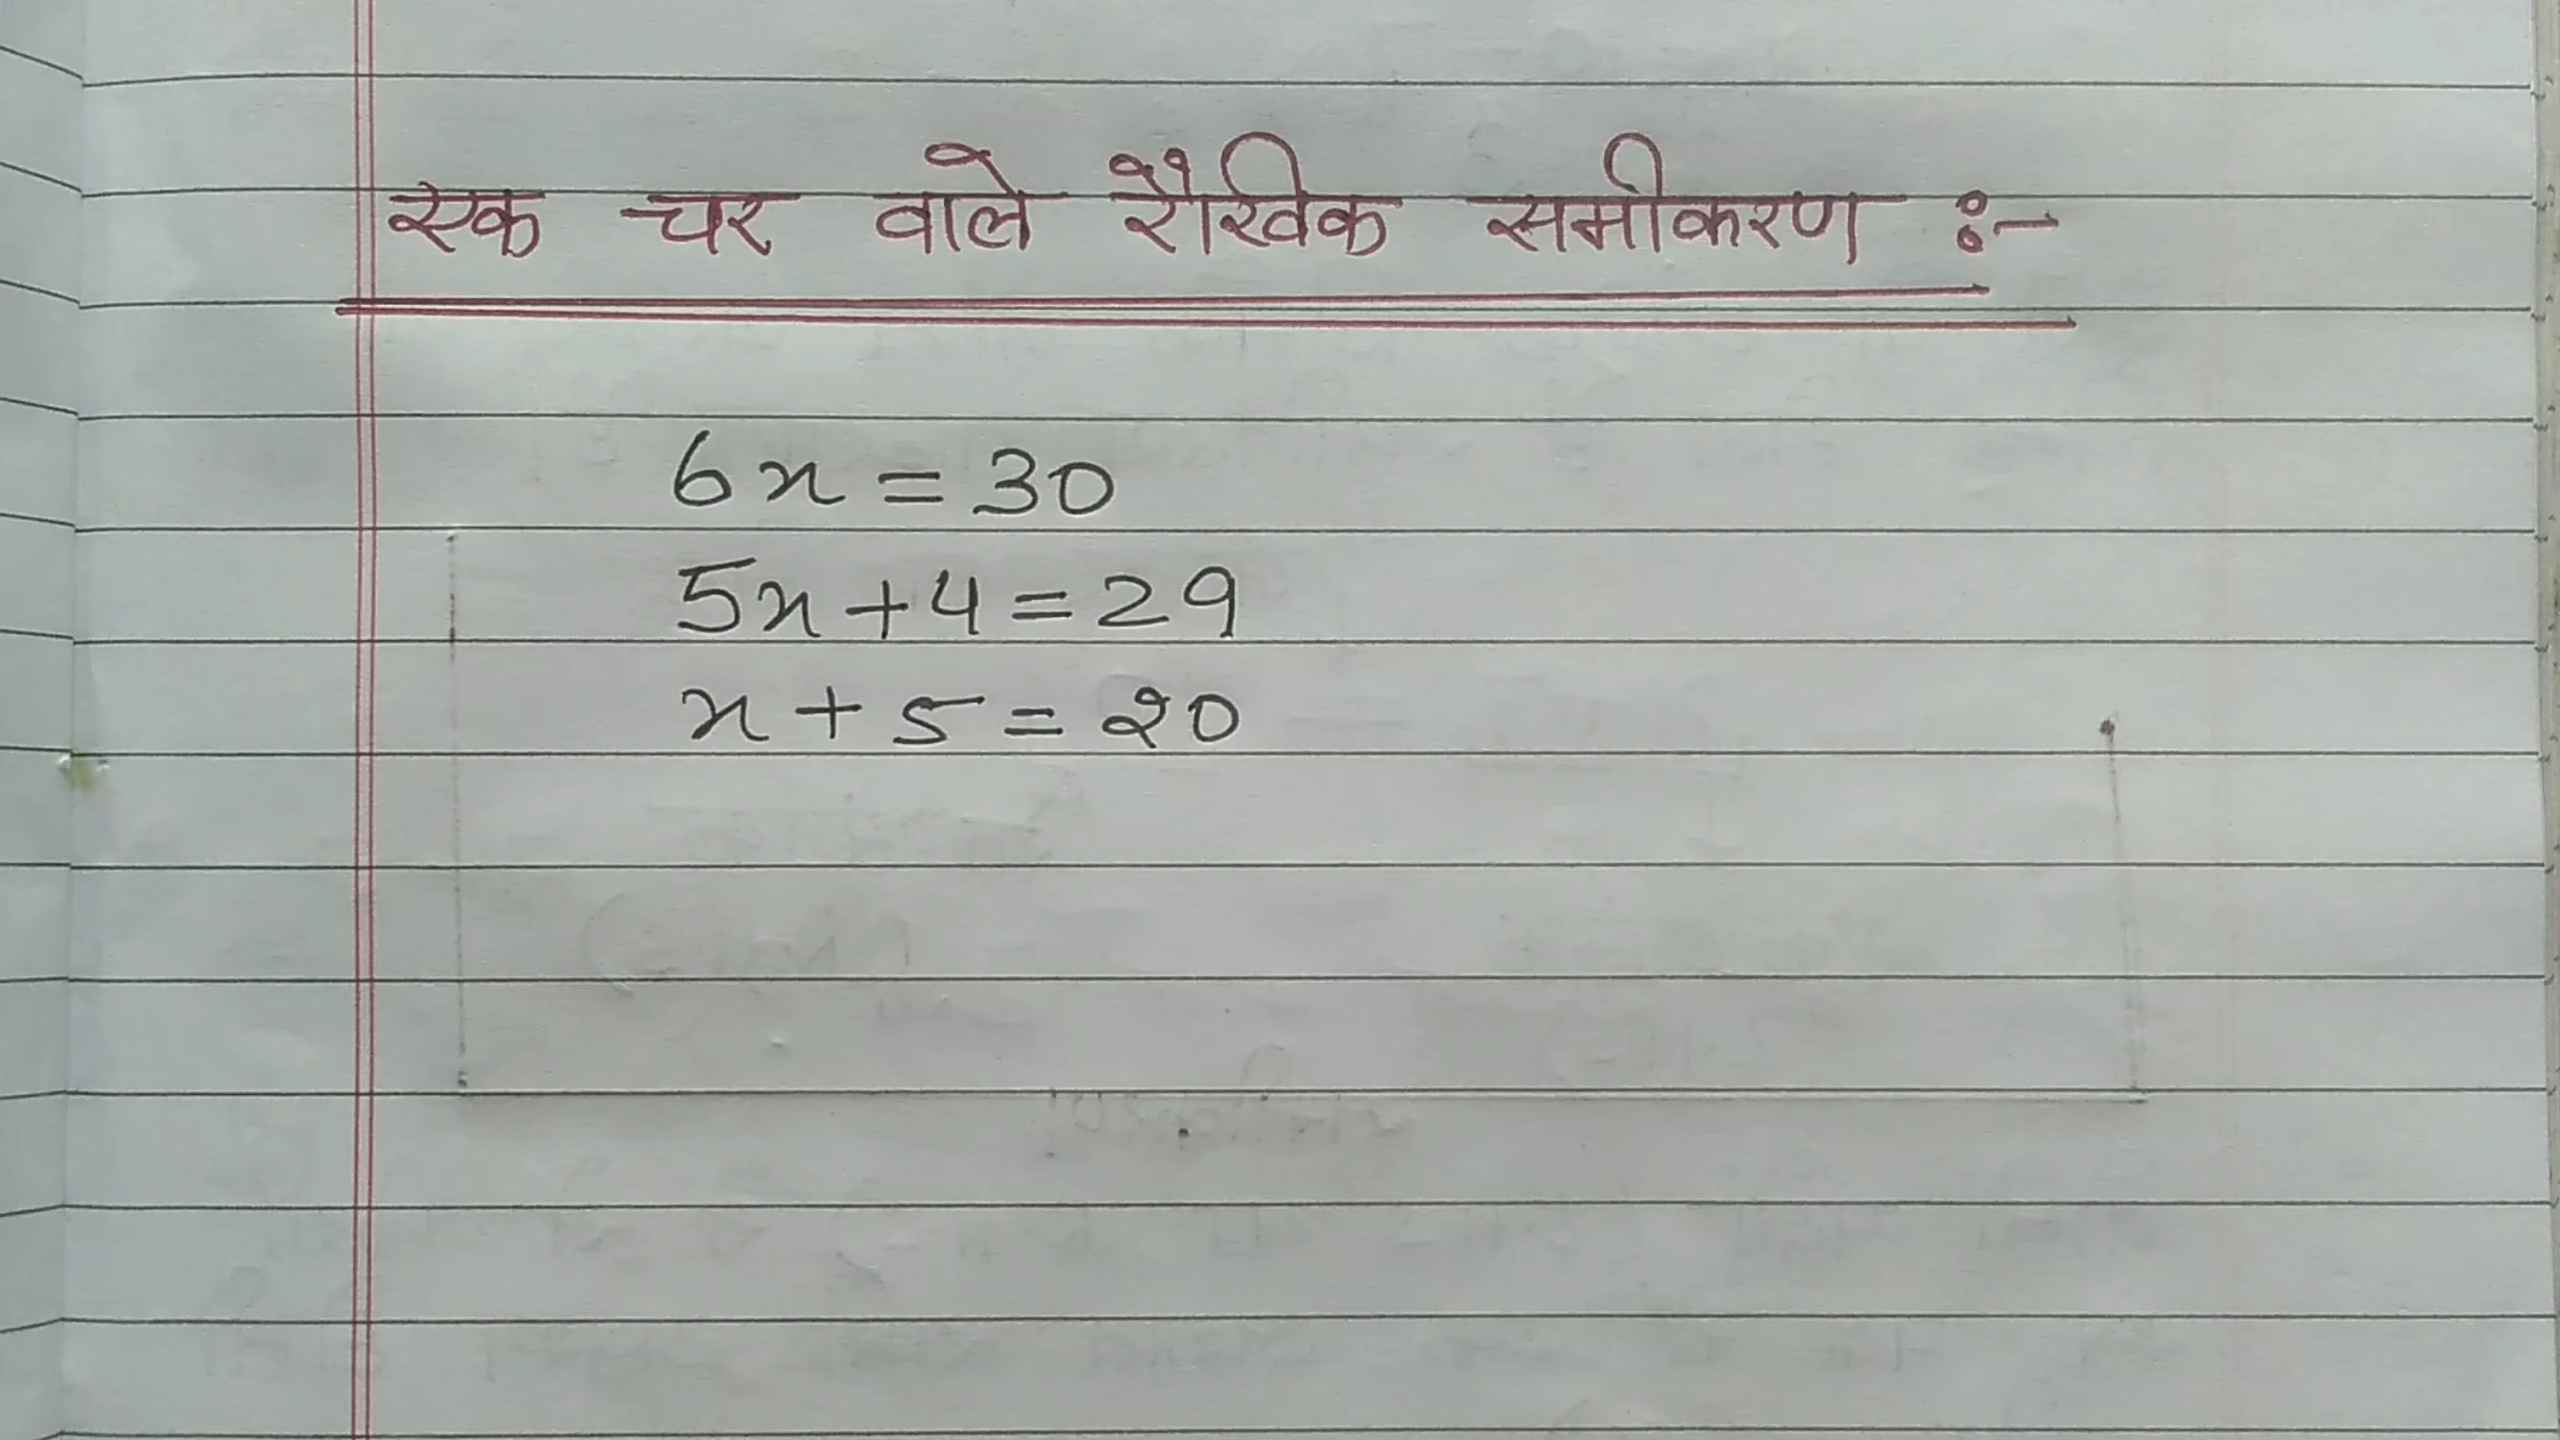 एक चर वाले रैखिक समीकरण :-
6x = 30
5x + 4 = 29
x + 5 = 20